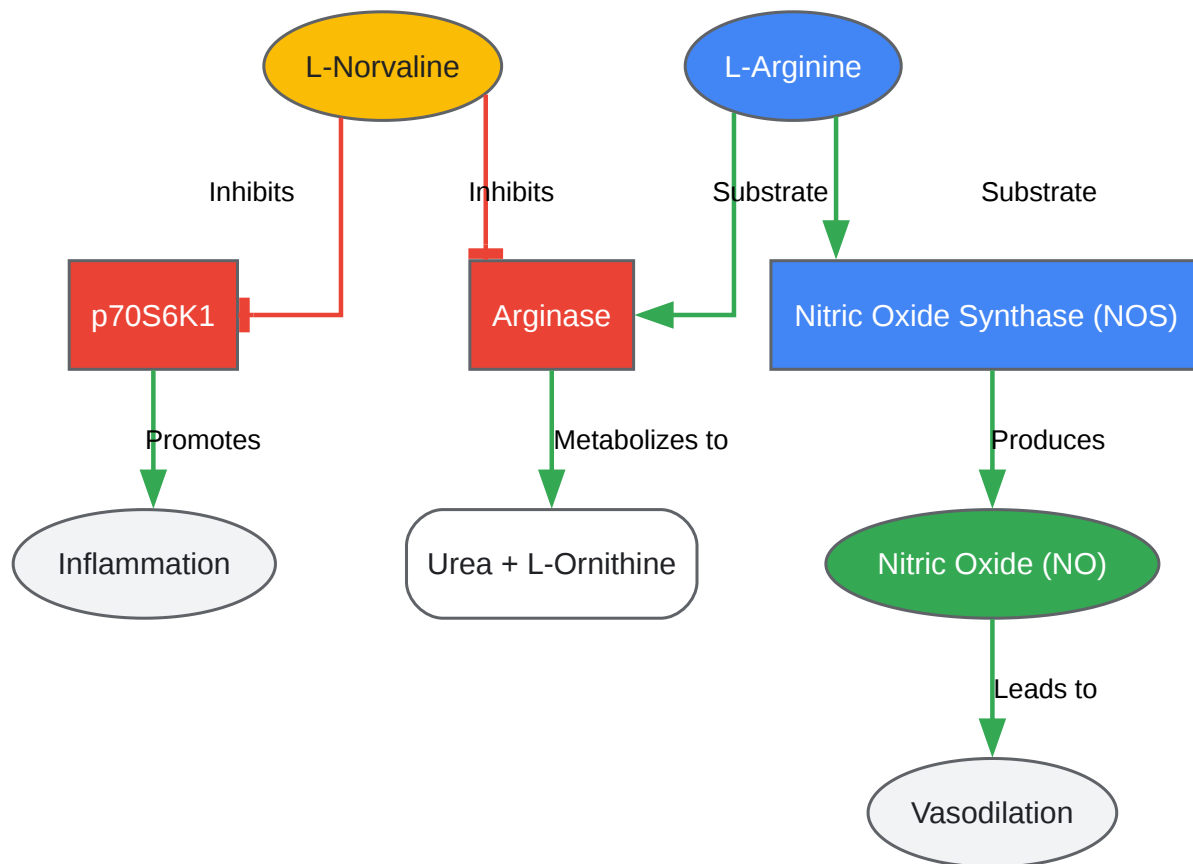 L-Norvaline
L-Arginine
Inhibits
Inhibits
Substrate
Substrate
p70S6K1
Arginase
Nitric Oxide Synthase (NOS)
Promotes
Metabolizes to
Produces
Inflammation
Urea + L-Ornithine
Nitric Oxide (NO)
Leads to
Vasodilation